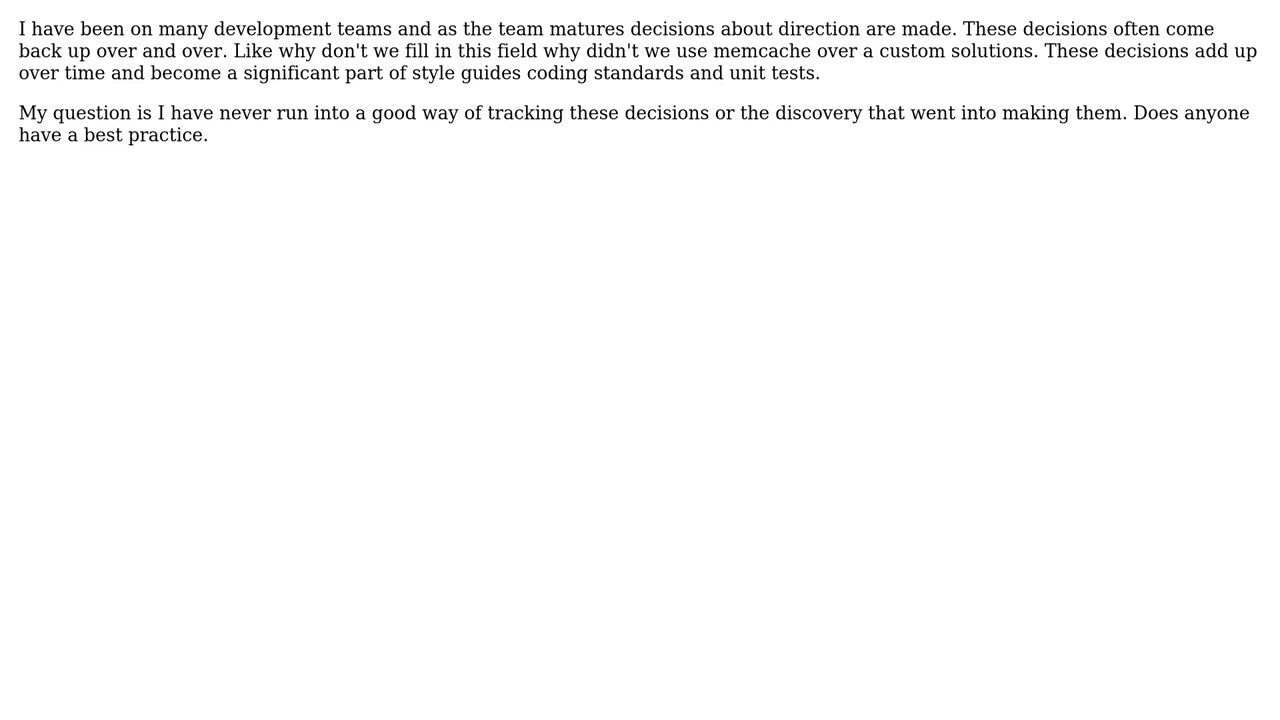 I have been on many development teams and as the team matures decisions about direction are made. These decisions often come
back up over and over. Like why don't we fill in this field why didn't we use memcache over a custom solutions. These decisions add up
over time and become a significant part of style guides coding standards and unit tests.
My question is I have never run into a good way of tracking these decisions or the discovery that went into making them. Does anyone
have a best practice.